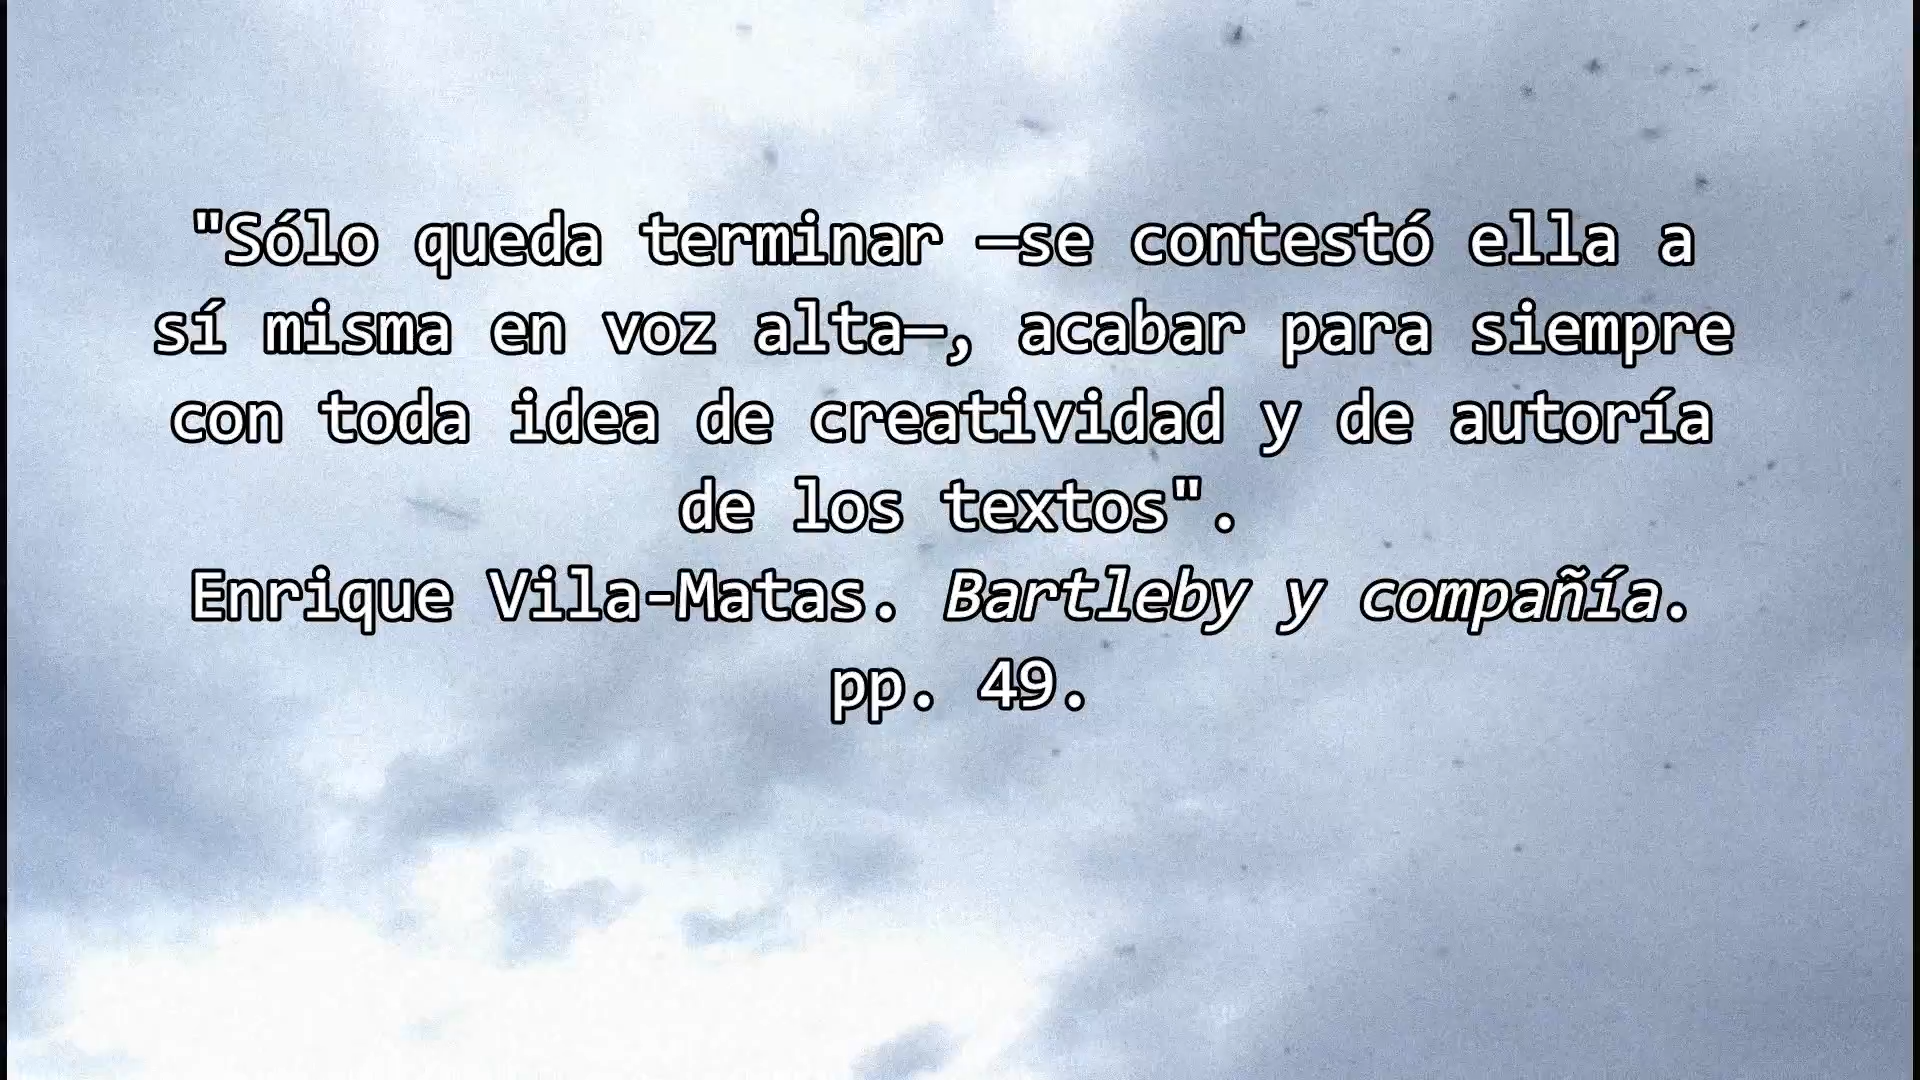 "Sólo queda terminar —se contestó ella a
sí misma en voz alta—, acabar para siempre
con toda idea de creatividad y de autoría
de los textos".
Enrique Vila-Matas. Bartleby y compañía.
pp. 49.